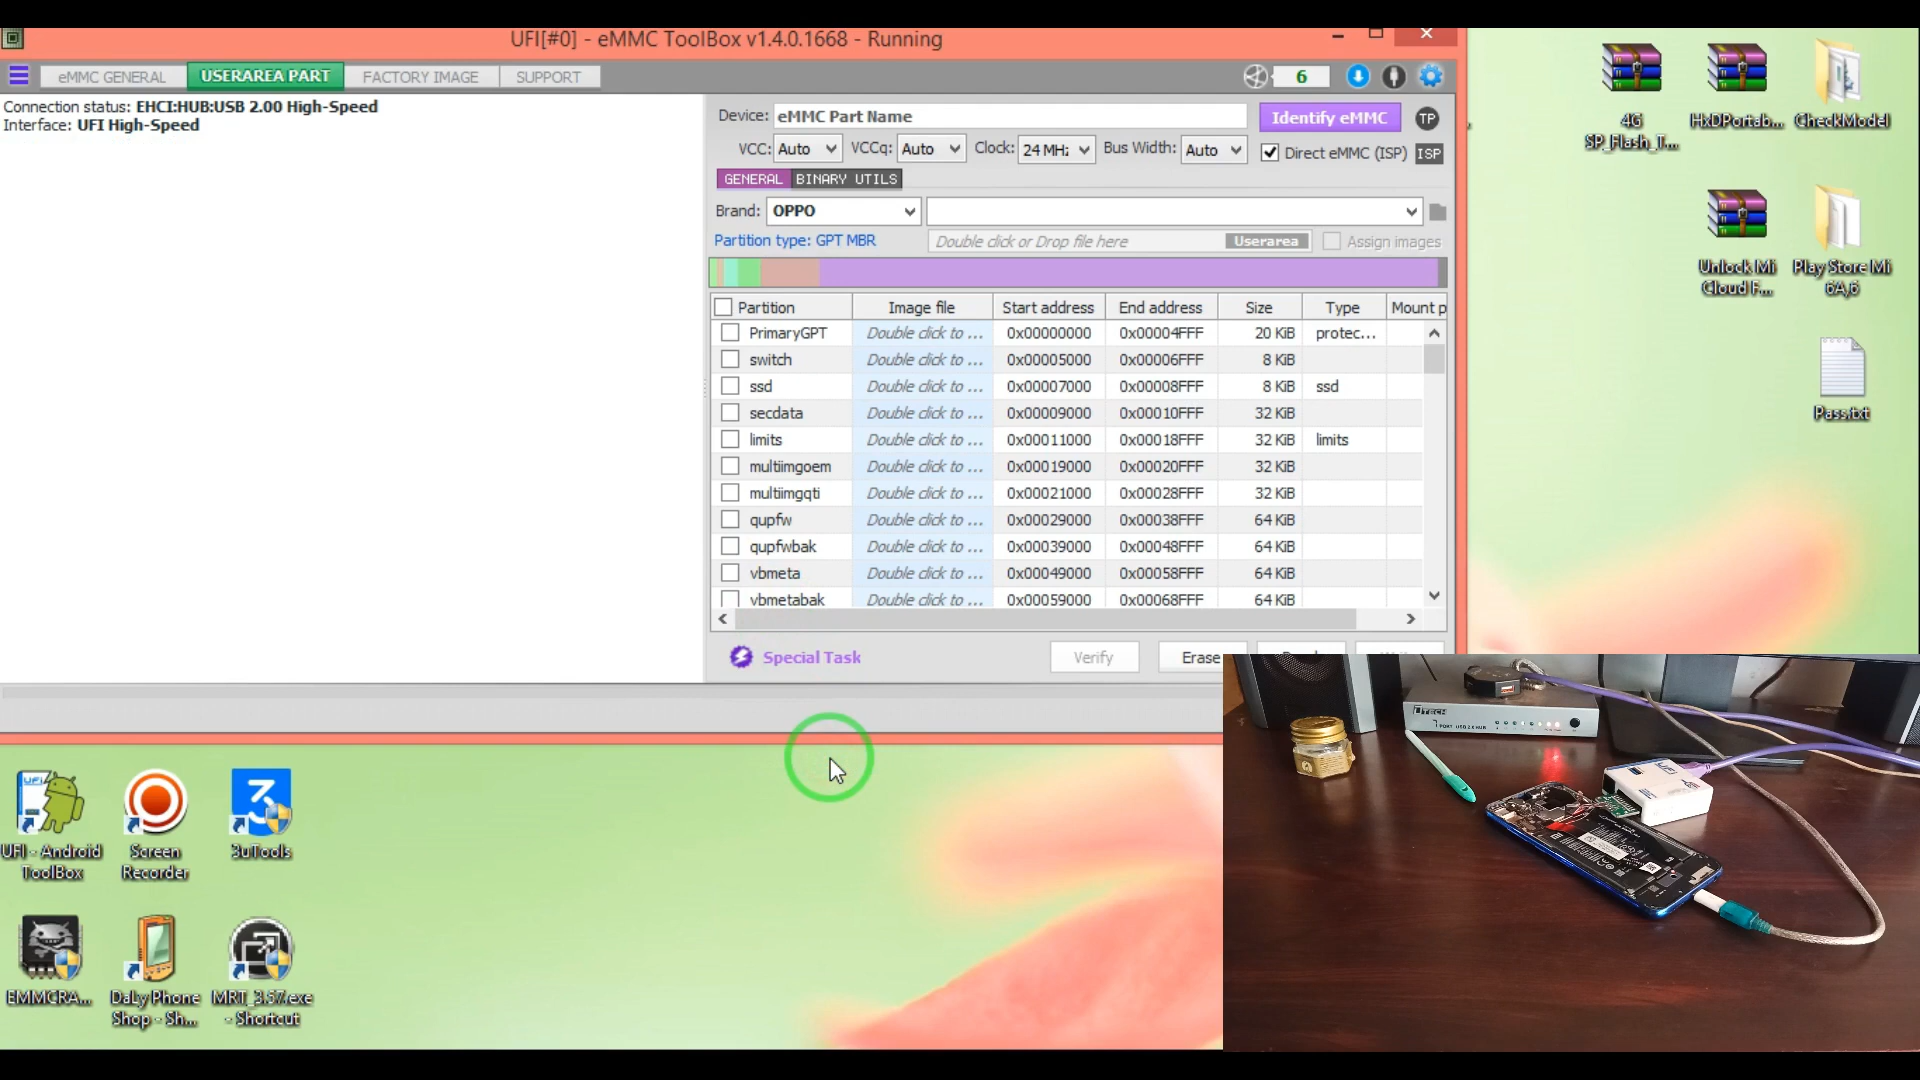 UFI[#0] - eMMC ToolBox v1.4.0.1668 - Running
eMMC GENERAL
USERAREA PART
FACTORY IMAGE
SUPPORT
6
Connection status: EHCI:HUB:USB 2.00 High-Speed
Interface: UFI High-Speed
Device: eMMC Part Name
Identify eMMC
TP
VCC: Auto VCCq: Auto Clock: 24 MHz Bus Width: Auto
Direct eMMC (ISP)
ISP
GENERAL BINARY UTILS
Brand: OPPO
Partition type: GPT MBR
Double click or Drop file here
Userarea
Assign images
Partition Image file Start address End address Size Type Mount p
PrimaryGPT Double click to ... 0x00000000 0x00004FFF 20 KiB protec...
switch Double click to ... 0x00005000 0x00006FFF 8 KiB
ssd Double click to ... 0x00007000 0x00008FFF 8 KiB ssd
secdata Double click to ... 0x00009000 0x00010FFF 32 KiB
limits Double click to ... 0x00011000 0x00018FFF 32 KiB limits
multiimgoem Double click to ... 0x00019000 0x00020FFF 32 KiB
multiimgqti Double click to ... 0x00021000 0x00028FFF 32 KiB
qupfw Double click to ... 0x00029000 0x00038FFF 64 KiB
qupfwbak Double click to ... 0x00039000 0x00048FFF 64 KiB
vbmeta Double click to ... 0x00049000 0x00058FFF 64 KiB
vbmetabak Double click to ... 0x00059000 0x00068FFF 64 KiB
Special Task
Verify
Erase
4G
SP_Flash_T...
HxDPortab...
CheckModel
Unlock Mi
Cloud F...
Play Store Mi
6A,6
Pass.txt
UFI - Android
ToolBox
Screen
Recorder
3uTools
EMMCRA...
DaLy Phone
Shop - Sh...
MRT_3.57.exe
- Shortcut
UTECH
7 PORT USB 2.0 HUB